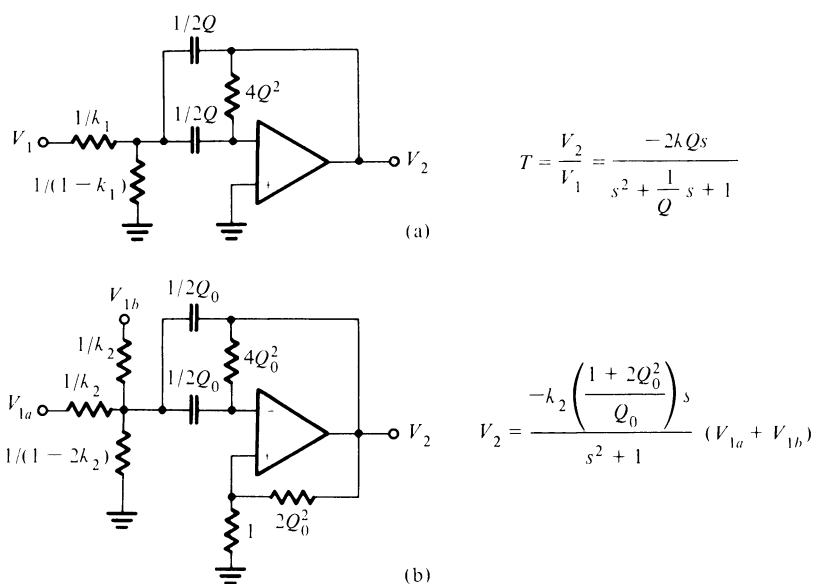 1/2Q
4Q²
1/k₁
1/2Q
V₁
1/(1 − k₁)
+
V₂
(a)
T = V₂/V₁ = −2kQs / (s² + (1/Q) s + 1)
V₁b
1/2Q₀
1/k₂
4Q₀²
1/k₂
1/2Q₀
V₁a
−
+
V₂
1/(1 − 2k₂)
2Q₀²
1
(b)
V₂ = −k₂ ((1 + 2Q₀²)/Q₀) s / (s² + 1) (V₁a + V₁b)